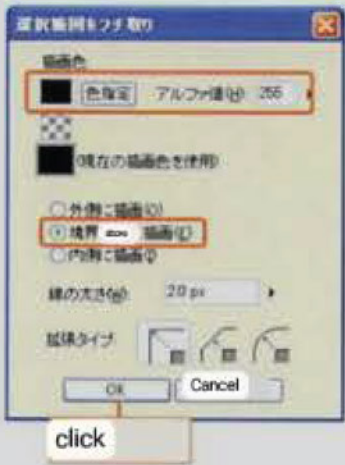 選択範囲をフチ取り
描画色
色指定 アルファ値(H) 255
(現在の描画色を使用)
外側に描画(O)
境界 描画(L)
内側に描画(I)
線の太さ(W): 2.0 px
拡張タイプ:
OK Cancel
click